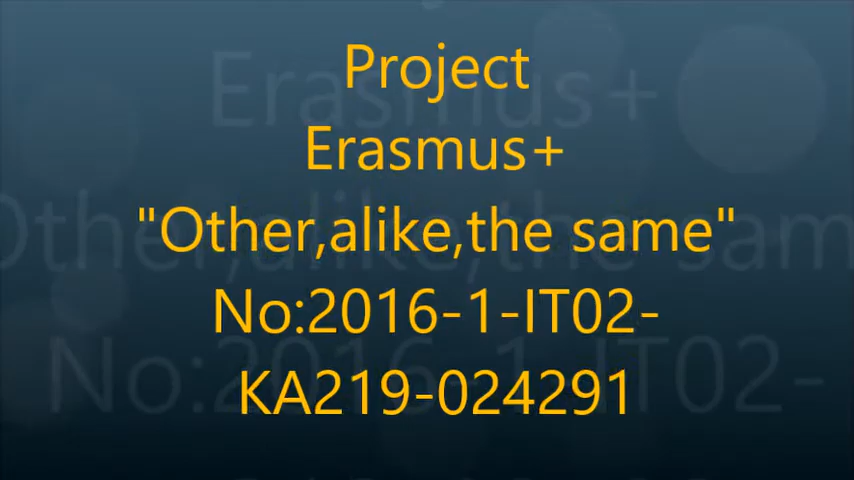 Project
Erasmus+
"Other,alike,the same"
No:2016-1-IT02-
KA219-024291